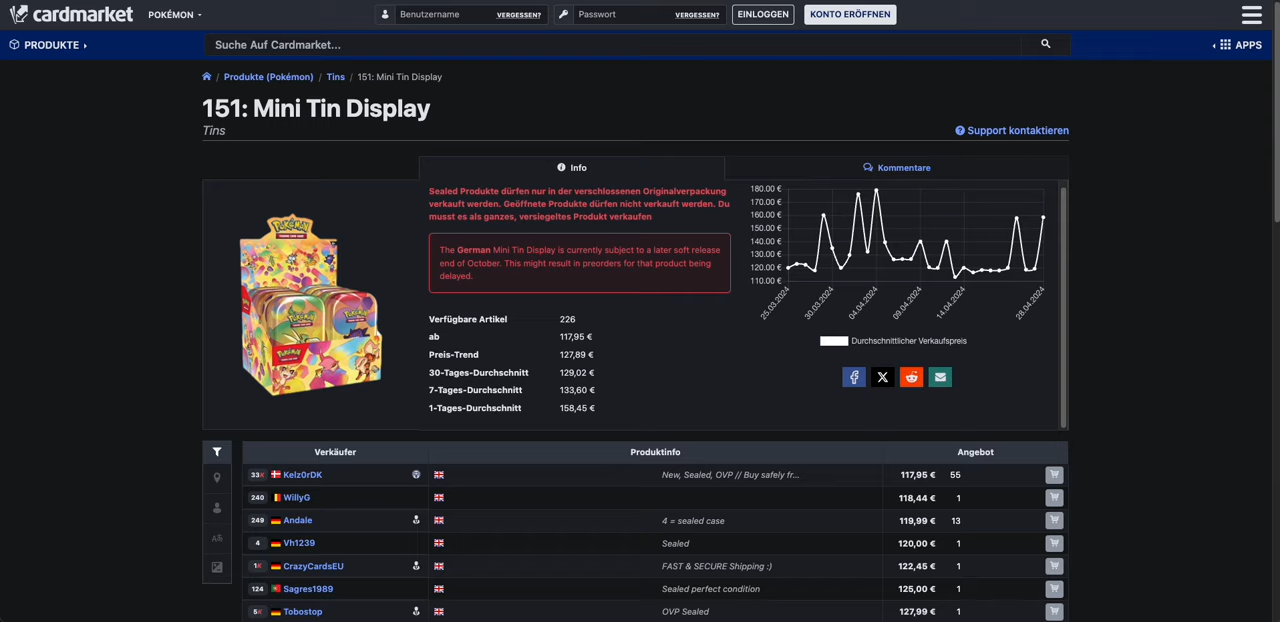 cardmarket
POKÉMON
Benutzername VERGESSEN?
Passwort VERGESSEN?
EINLOGGEN
KONTO ERÖFFNEN
PRODUKTE
Suche Auf Cardmarket...
APPS
/ Produkte (Pokémon) / Tins / 151: Mini Tin Display
151: Mini Tin Display
Tins
Support kontaktieren
Info
Kommentare
POKÉMON
Sealed Produkte dürfen nur in der verschlossenen Originalverpackung
verkauft werden. Geöffnete Produkte dürfen nicht verkauft werden. Du
musst es als ganzes, versiegeltes Produkt verkaufen
The German Mini Tin Display is currently subject to a later soft release
end of October. This might result in preorders for that product being
delayed.
Verfügbare Artikel 226
ab 117,95 €
Preis-Trend 127,89 €
30-Tages-Durchschnitt 129,02 €
7-Tages-Durchschnitt 133,60 €
1-Tages-Durchschnitt 158,45 €
180.00 €
170.00 €
160.00 €
150.00 €
140.00 €
130.00 €
120.00 €
110.00 €
25.03.2024
30.03.2024
04.04.2024
09.04.2024
14.04.2024
28.04.2024
Durchschnittlicher Verkaufspreis
Verkäufer Produktinfo Angebot
33K Kelz0rDK New, Sealed, OVP // Buy safely fr... 117,95 € 55
240 WillyG 118,44 € 1
249 Andale 4 = sealed case 119,99 € 13
4 Vh1239 Sealed 120,00 € 1
1K CrazyCardsEU FAST & SECURE Shipping :) 122,45 € 1
124 Sagres1989 Sealed perfect condition 125,00 € 1
5K Tobostop OVP Sealed 127,99 € 1